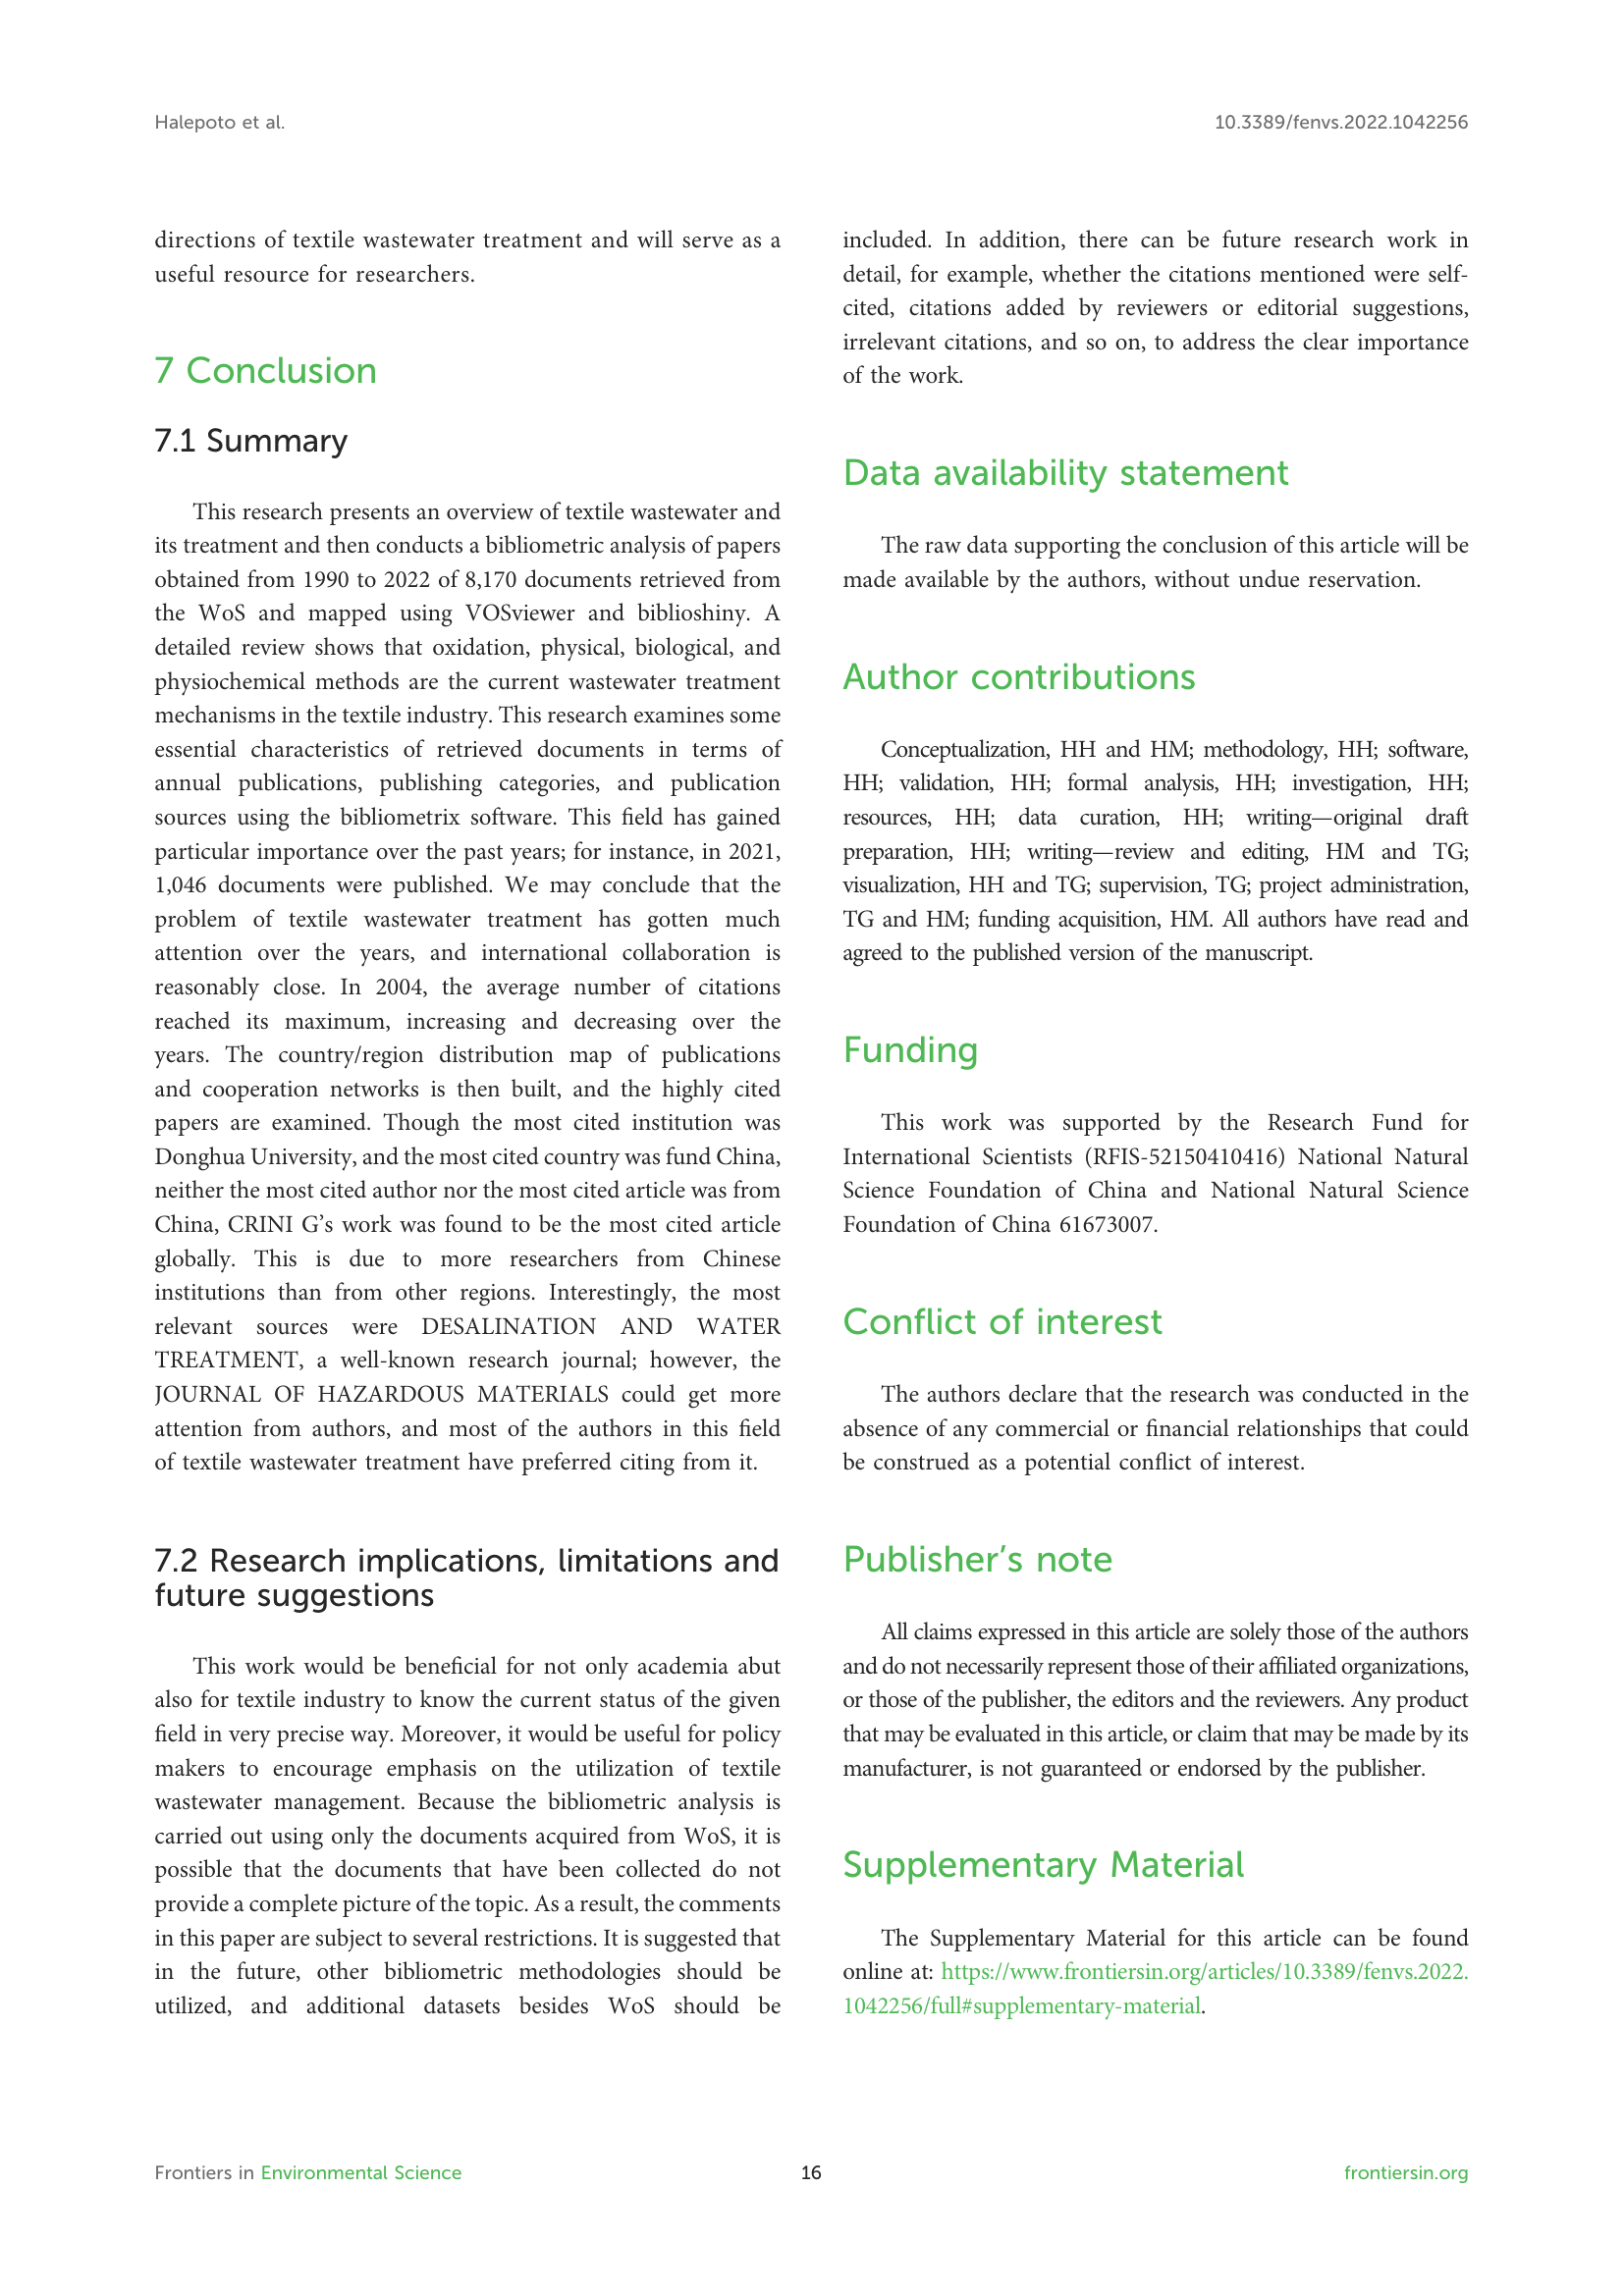 Halepoto et al.
10.3389/fenvs.2022.1042256
directions of textile wastewater treatment and will serve as a
useful resource for researchers.
7 Conclusion
7.1 Summary
This research presents an overview of textile wastewater and
its treatment and then conducts a bibliometric analysis of papers
obtained from 1990 to 2022 of 8,170 documents retrieved from
the WoS and mapped using VOSviewer and biblioshiny. A
detailed review shows that oxidation, physical, biological, and
physiochemical methods are the current wastewater treatment
mechanisms in the textile industry. This research examines some
essential characteristics of retrieved documents in terms of
annual publications, publishing categories, and publication
sources using the bibliometrix software. This field has gained
particular importance over the past years; for instance, in 2021,
1,046 documents were published. We may conclude that the
problem of textile wastewater treatment has gotten much
attention over the years, and international collaboration is
reasonably close. In 2004, the average number of citations
reached its maximum, increasing and decreasing over the
years. The country/region distribution map of publications
and cooperation networks is then built, and the highly cited
papers are examined. Though the most cited institution was
Donghua University, and the most cited country was fund China,
neither the most cited author nor the most cited article was from
China, CRINI G’s work was found to be the most cited article
globally. This is due to more researchers from Chinese
institutions than from other regions. Interestingly, the most
relevant sources were DESALINATION AND WATER
TREATMENT, a well-known research journal; however, the
JOURNAL OF HAZARDOUS MATERIALS could get more
attention from authors, and most of the authors in this field
of textile wastewater treatment have preferred citing from it.
7.2 Research implications, limitations and
future suggestions
This work would be beneficial for not only academia abut
also for textile industry to know the current status of the given
field in very precise way. Moreover, it would be useful for policy
makers to encourage emphasis on the utilization of textile
wastewater management. Because the bibliometric analysis is
carried out using only the documents acquired from WoS, it is
possible that the documents that have been collected do not
provide a complete picture of the topic. As a result, the comments
in this paper are subject to several restrictions. It is suggested that
in the future, other bibliometric methodologies should be
utilized, and additional datasets besides WoS should be
included. In addition, there can be future research work in
detail, for example, whether the citations mentioned were self-
cited, citations added by reviewers or editorial suggestions,
irrelevant citations, and so on, to address the clear importance
of the work.
Data availability statement
The raw data supporting the conclusion of this article will be
made available by the authors, without undue reservation.
Author contributions
Conceptualization, HH and HM; methodology, HH; software,
HH; validation, HH; formal analysis, HH; investigation, HH;
resources, HH; data curation, HH; writing—original draft
preparation, HH; writing—review and editing, HM and TG;
visualization, HH and TG; supervision, TG; project administration,
TG and HM; funding acquisition, HM. All authors have read and
agreed to the published version of the manuscript.
Funding
This work was supported by the Research Fund for
International Scientists (RFIS-52150410416) National Natural
Science Foundation of China and National Natural Science
Foundation of China 61673007.
Conflict of interest
The authors declare that the research was conducted in the
absence of any commercial or financial relationships that could
be construed as a potential conflict of interest.
Publisher’s note
All claims expressed in this article are solely those of the authors
and do not necessarily represent those of their affiliated organizations,
or those of the publisher, the editors and the reviewers. Any product
that may be evaluated in this article, or claim that may be made by its
manufacturer, is not guaranteed or endorsed by the publisher.
Supplementary Material
The Supplementary Material for this article can be found
online at: https://www.frontiersin.org/articles/10.3389/fenvs.2022.
1042256/full#supplementary-material.
Frontiers in Environmental Science
16
frontiersin.org